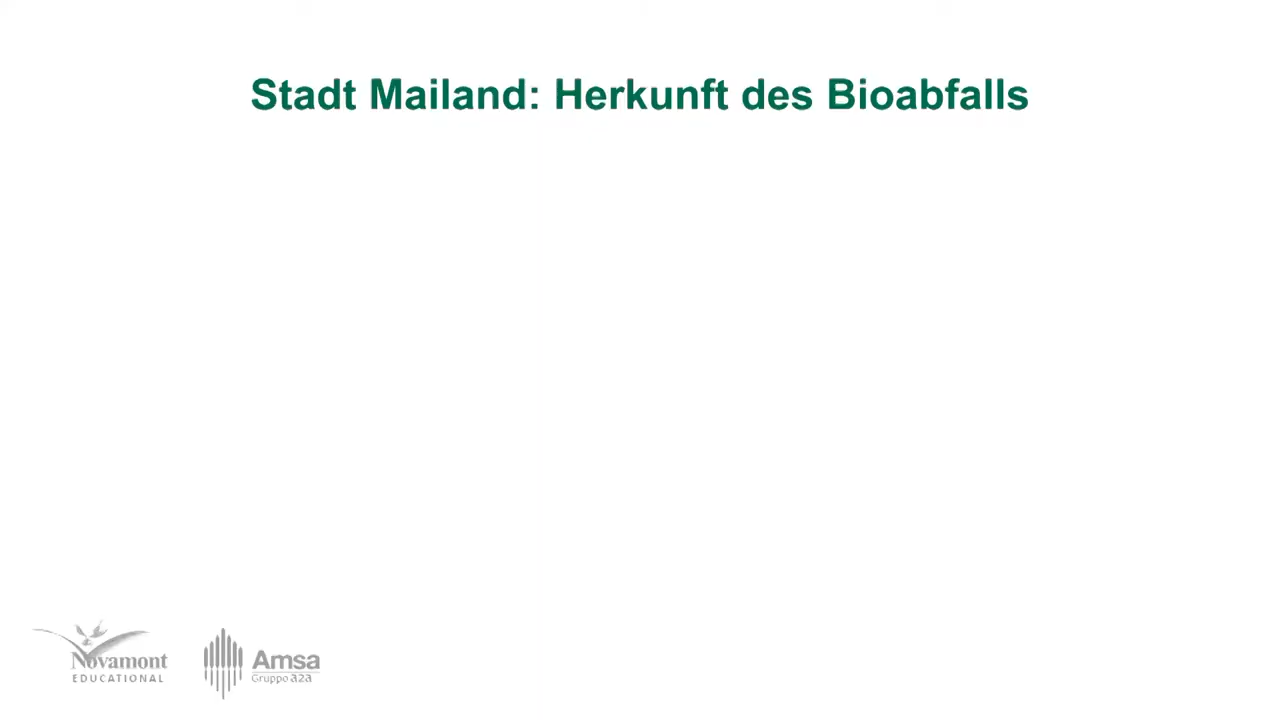 Stadt Mailand: Herkunft des Bioabfalls
Novamont
EDUCATIONAL
Amsa
Gruppo a2a